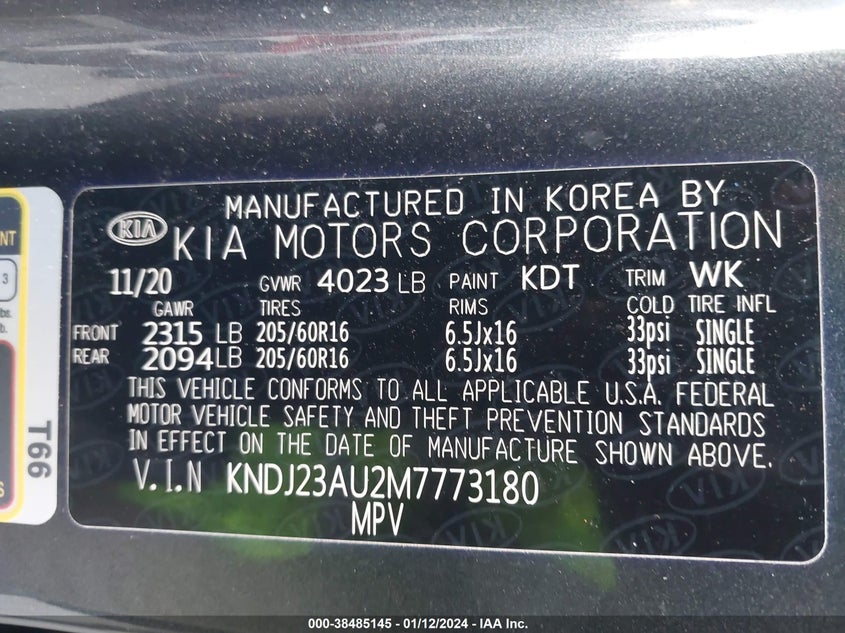 MANUFACTURED IN KOREA BY
KIA KIA MOTORS CORPORATION
11/20 GVWR 4023 LB PAINT KDT TRIM WK
GAWR TIRES RIMS COLD TIRE INFL
FRONT 2315 LB 205/60R16 6.5Jx16 33psi SINGLE
REAR 2094 LB 205/60R16 6.5Jx16 33psi SINGLE
THIS VEHICLE CONFORMS TO ALL APPLICABLE U.S.A. FEDERAL
MOTOR VEHICLE SAFETY AND THEFT PREVENTION STANDARDS
IN EFFECT ON THE DATE OF MANUFACTURE SHOWN ABOVE.
V.I.N KNDJ23AU2M7773180
MPV
T66
000-38485145 - 01/12/2024 - IAA Inc.